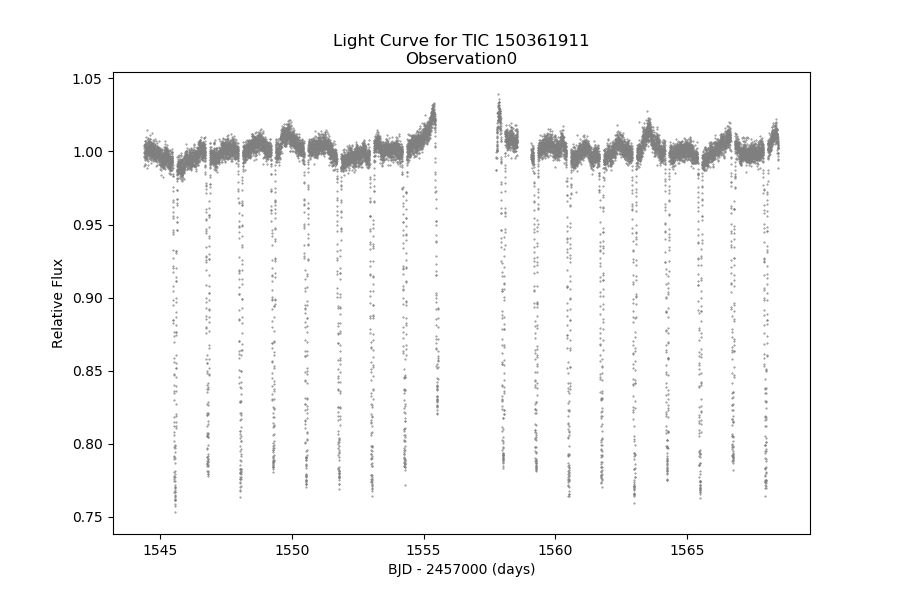 Light Curve for TIC 150361911
Observation0
1.05
1.00
0.95
0.90
0.85
0.80
0.75
Relative Flux
1545 1550 1555 1560 1565
BJD - 2457000 (days)